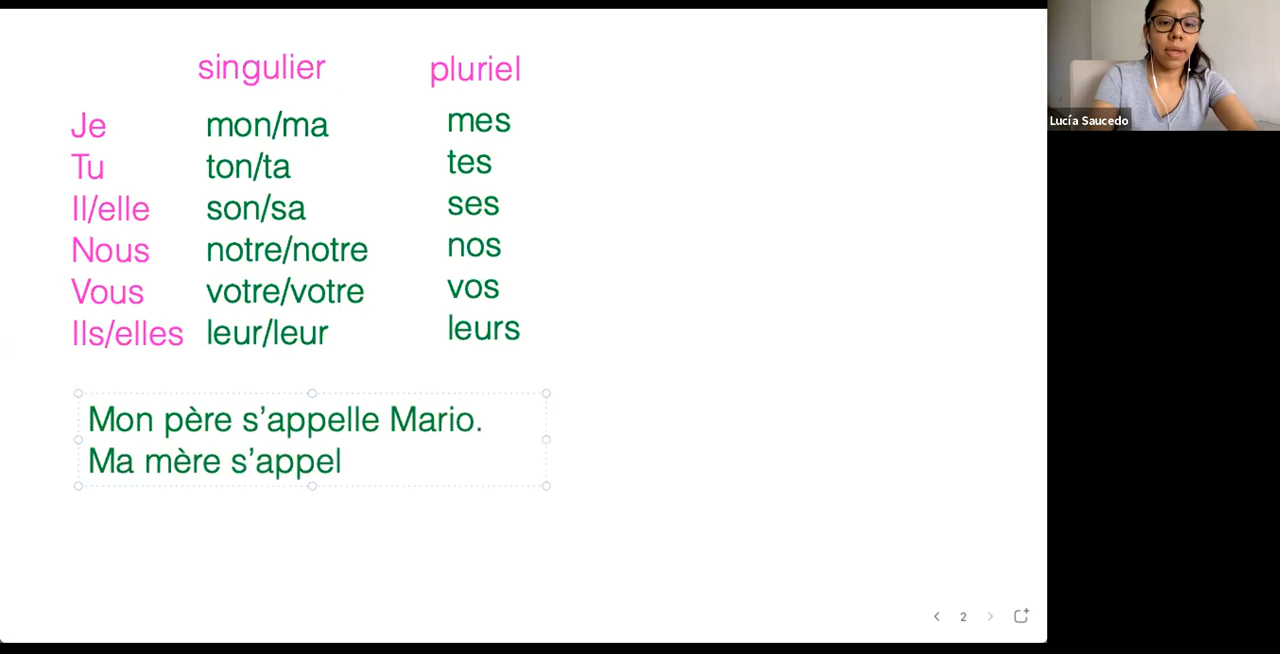 singulier pluriel
Je mon/ma mes
Tu ton/ta tes
Il/elle son/sa ses
Nous notre/notre nos
Vous votre/votre vos
Ils/elles leur/leur leurs
Mon père s’appelle Mario.
Ma mère s’appel
Lucía Saucedo
2